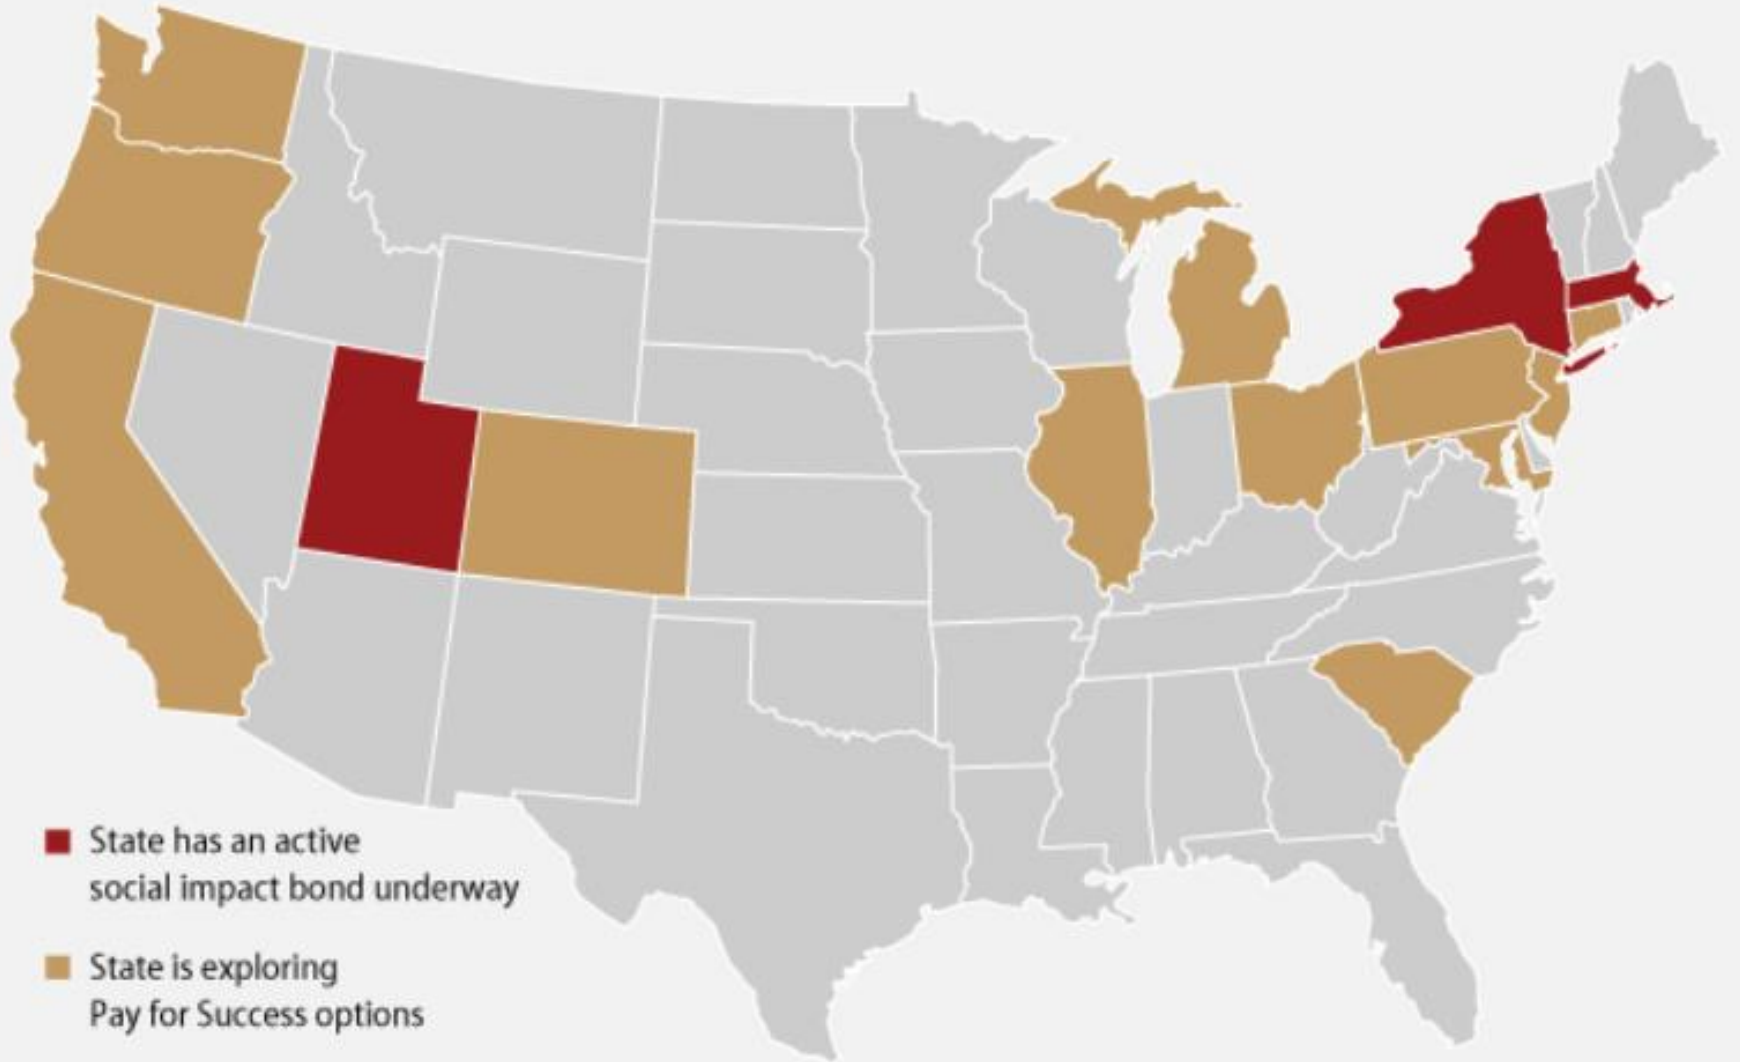 State has an active
social impact bond underway
State is exploring
Pay for Success options